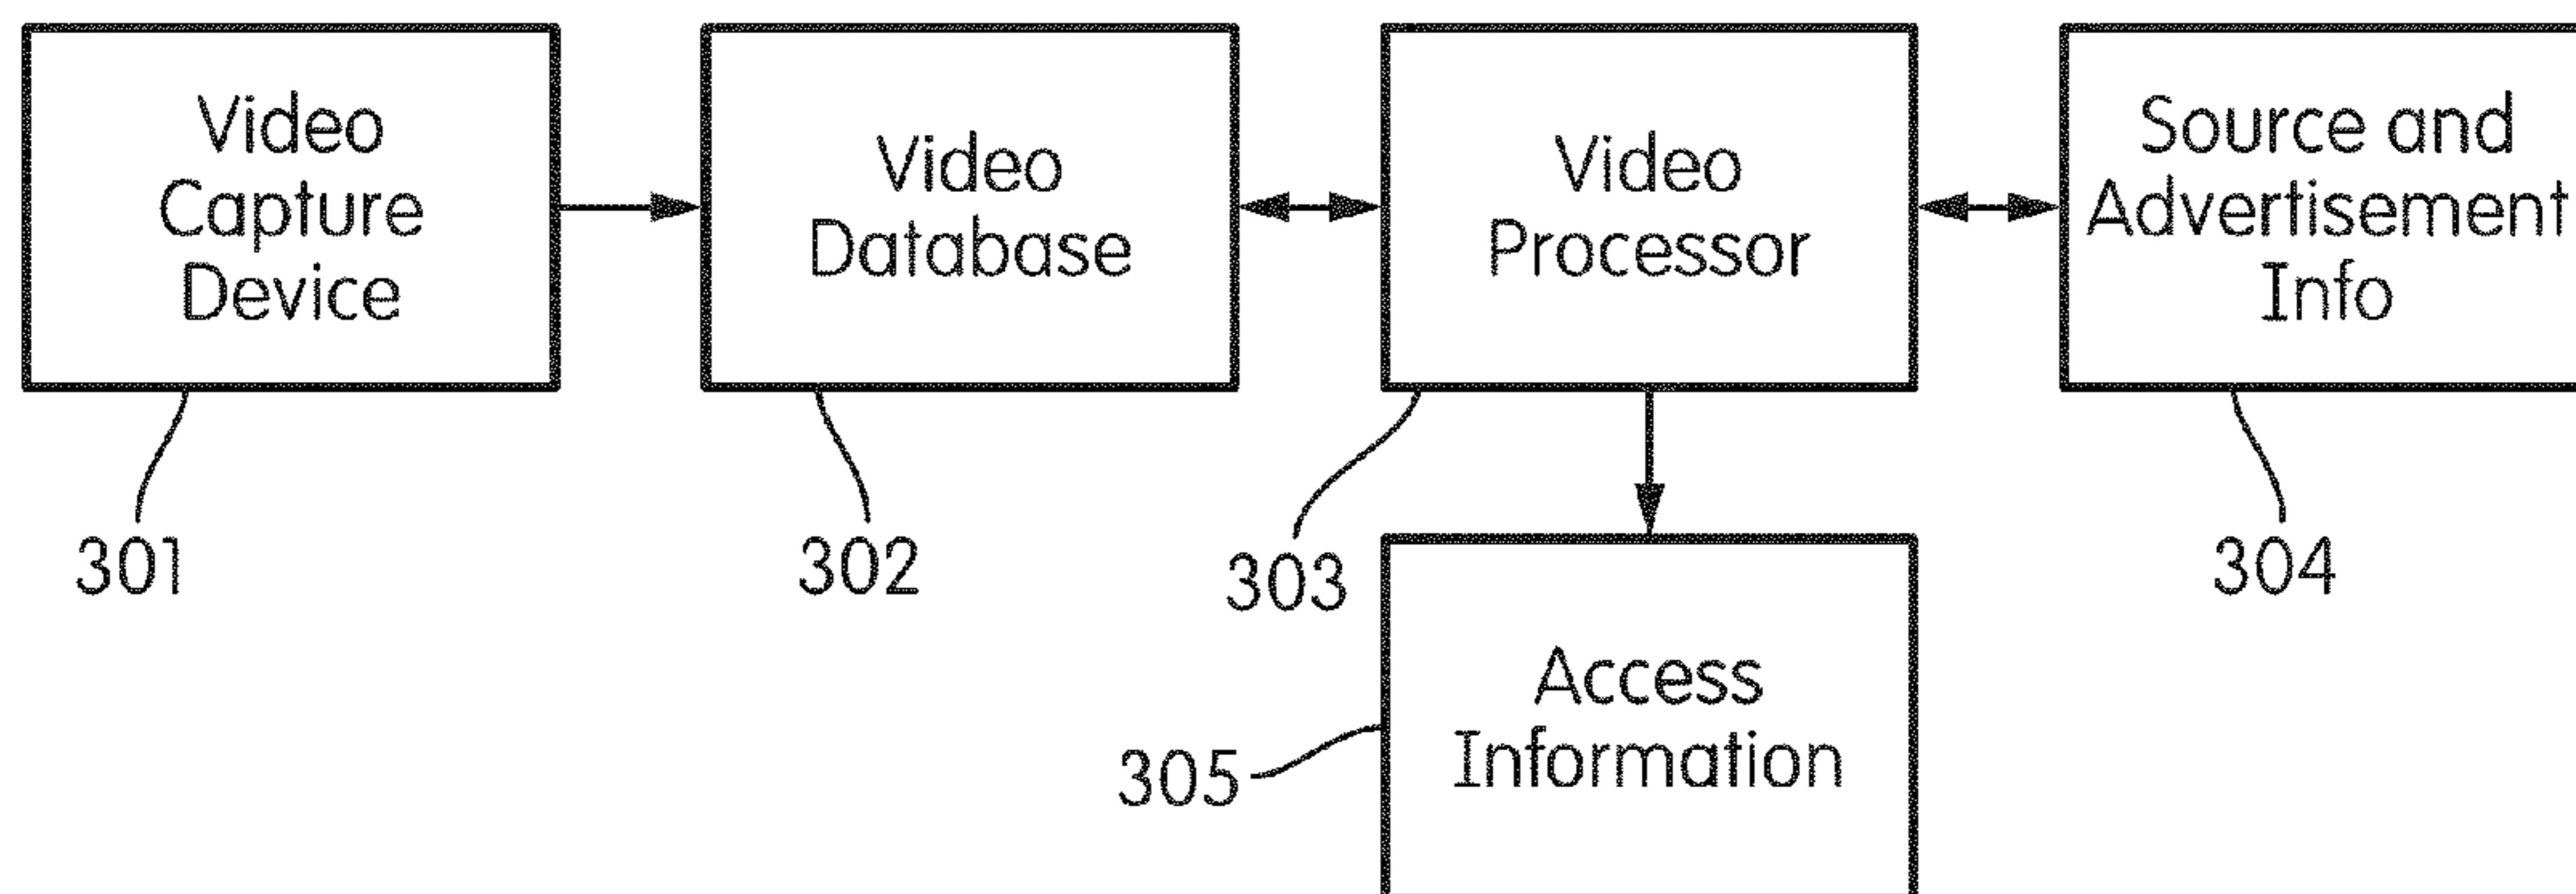 Video
Capture
Device
Video
Database
Video
Processor
Source and
Advertisement
Info
301
302
303
304
Access
Information
305